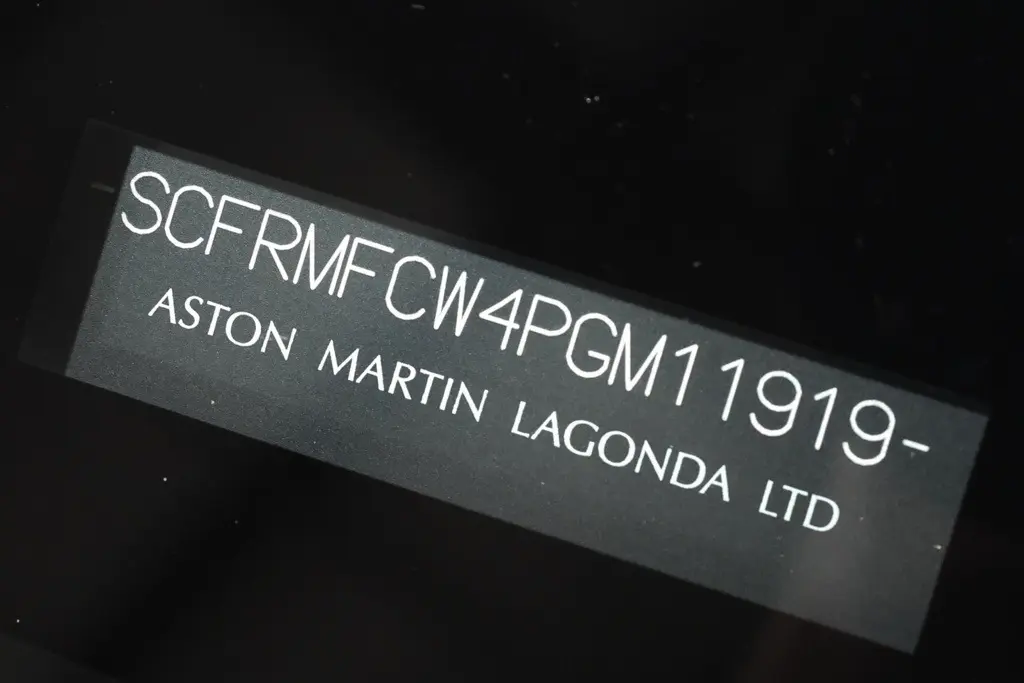 SCFRMFCW4PGM11919-
ASTON MARTIN LAGONDA LTD